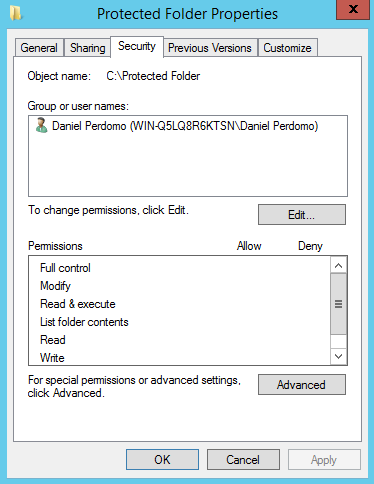 Protected Folder Properties
x
General Sharing Security Previous Versions Customize
Object name: C:\Protected Folder
Group or user names:
Daniel Perdomo (WIN-Q5LQ8R6KTSN\Daniel Perdomo)
To change permissions, click Edit.
Edit...
Permissions Allow Deny
Full control
Modify
Read & execute
List folder contents
Read
Write
For special permissions or advanced settings,
click Advanced.
Advanced
OK Cancel Apply